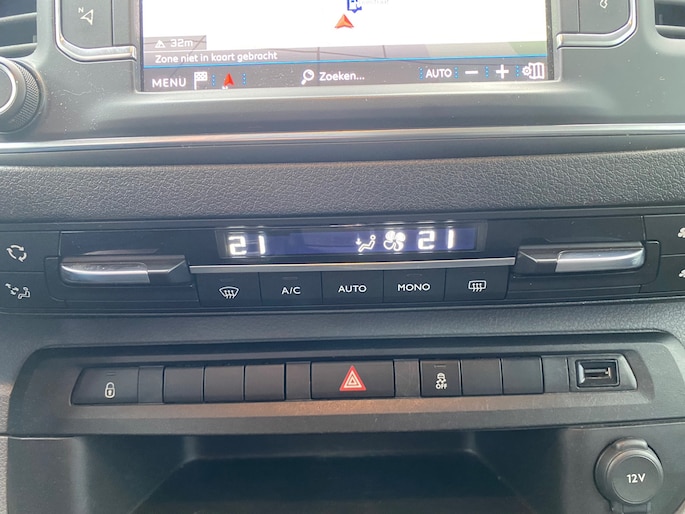 N
32m
Zone niet in kaart gebracht
MENU Zoeken... AUTO
21 21
A/C AUTO MONO
OFF
12V